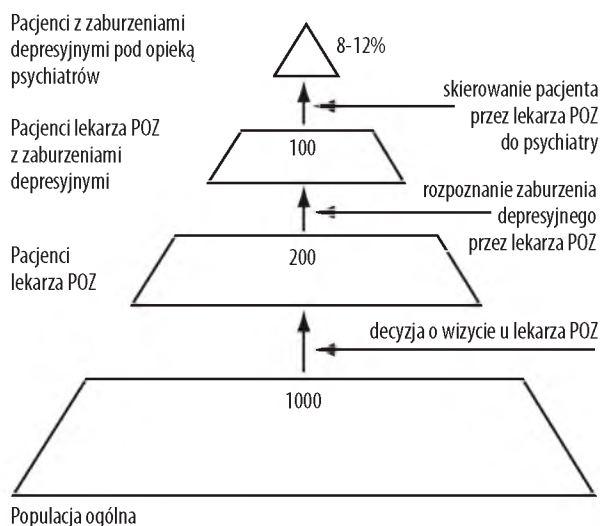 Pacjenci z zaburzeniami
depresyjnymi pod opieką
psychiatrów
8-12%
skierowanie pacjenta
przez lekarza POZ
do psychiatry
Pacjenci lekarza POZ
z zaburzeniami
depresyjnymi
100
rozpoznanie zaburzenia
depresyjnego
przez lekarza POZ
Pacjenci
lekarza POZ
200
decyzja o wizycie u lekarza POZ
1000
Populacja ogólna